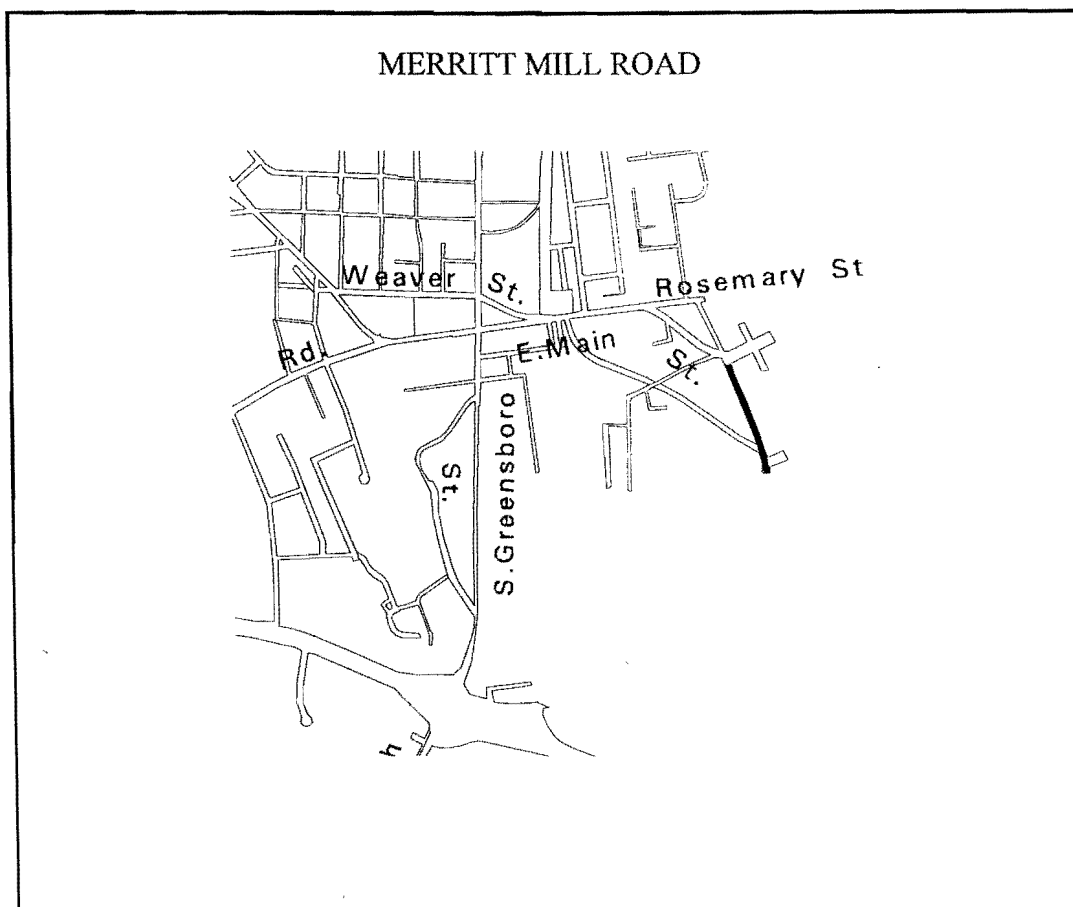 MERRITT MILL ROAD
Weaver St.
Rosemary St
E.Main St.
Rd.
S.Greensboro St.
h